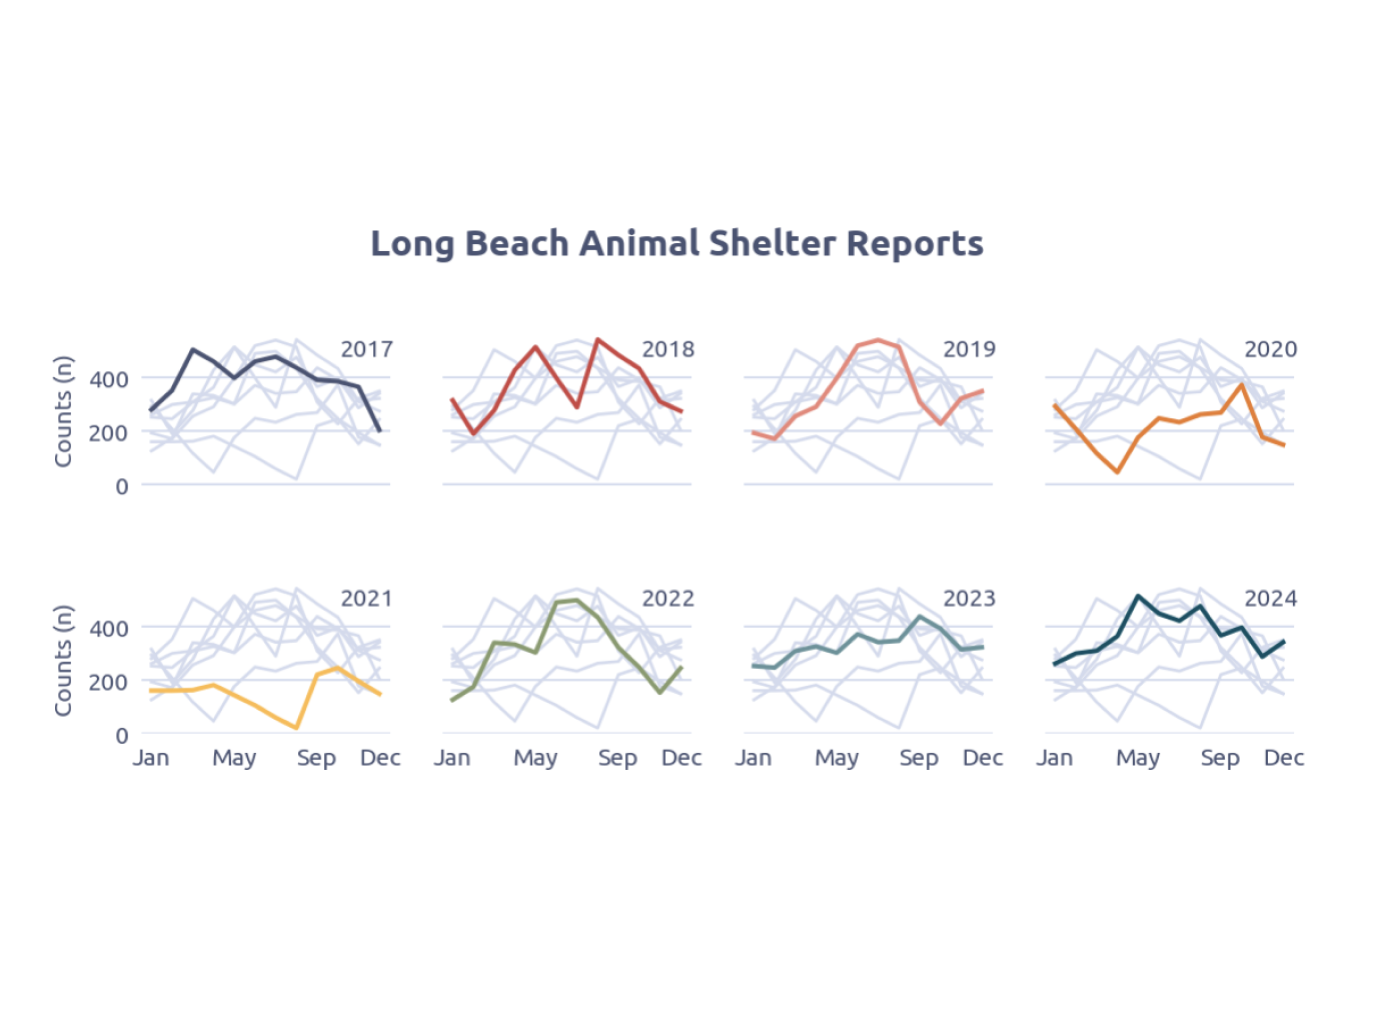 Long Beach Animal Shelter Reports
2017
2018
2019
2020
Counts (n)
400
200
0
2021
2022
2023
2024
Counts (n)
400
200
0
Jan May Sep Dec
Jan May Sep Dec
Jan May Sep Dec
Jan May Sep Dec